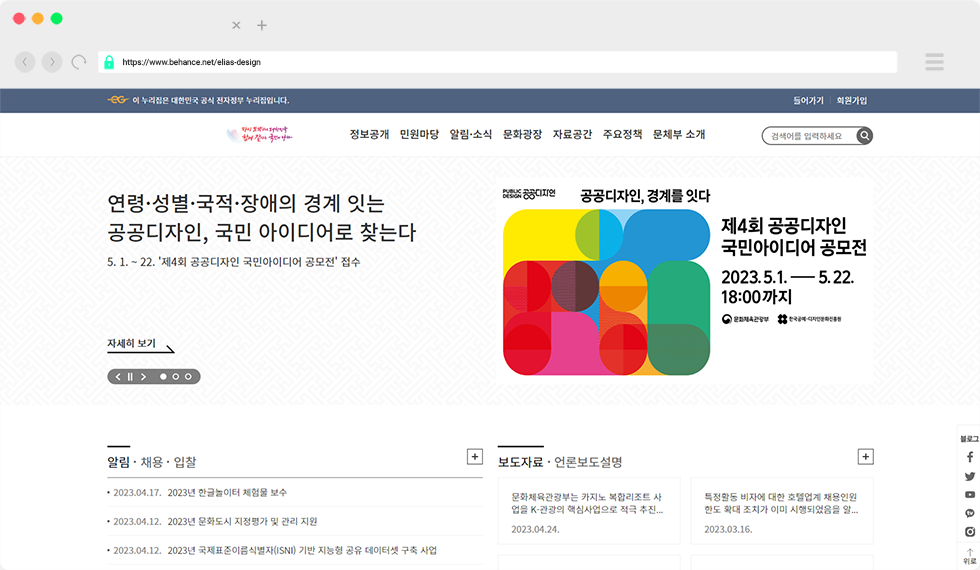 https://www.behance.net/elias-design
이 누리집은 대한민국 공식 전자정부 누리집입니다.
들어가기
회원가입
정보공개
민원마당
알림·소식
문화광장
자료공간
주요정책
문체부 소개
검색어를 입력하세요
연령·성별·국적·장애의 경계 잇는
공공디자인, 국민 아이디어로 찾는다
5. 1. ~ 22. '제4회 공공디자인 국민아이디어 공모전' 접수
자세히 보기
PUBLIC 공공디자인
DESIGN
공공디자인, 경계를 잇다
제4회 공공디자인
국민아이디어 공모전
2023.5.1. — 5.22.
18:00까지
문화체육관광부
한국공예·디자인문화진흥원
알림 · 채용 · 입찰
• 2023.04.17. 2023년 한글놀이터 체험물 보수
• 2023.04.12. 2023년 문화도시 지정평가 및 관리 지원
• 2023.04.12. 2023년 국제표준이름식별자(ISNI) 기반 지능형 공유 데이터셋 구축 사업
보도자료 · 언론보도설명
문화체육관광부는 카지노 복합리조트 사
업을 K-관광의 핵심사업으로 적극 추진...
2023.04.24.
특정활동 비자에 대한 호텔업계 채용인원
한도 확대 조치가 이미 시행되었음을 알...
2023.03.16.
블로그
위로